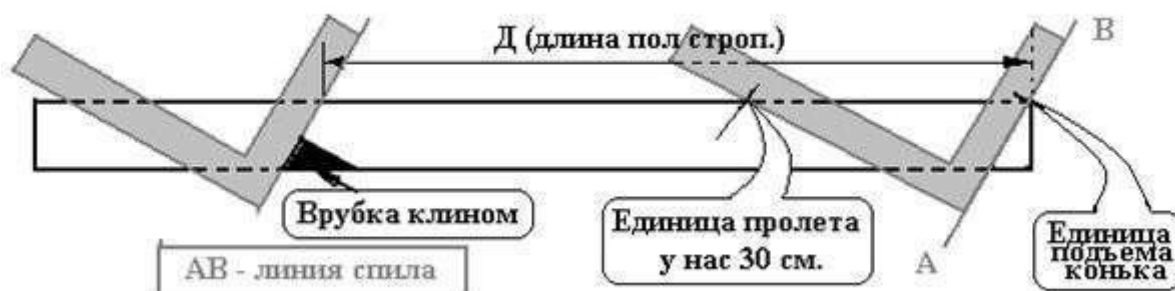 Д (длина пол строп.)
В
Врубка клином
Единица пролета
у нас 30 см.
А
Единица
подъема
конька
АВ - линия спила